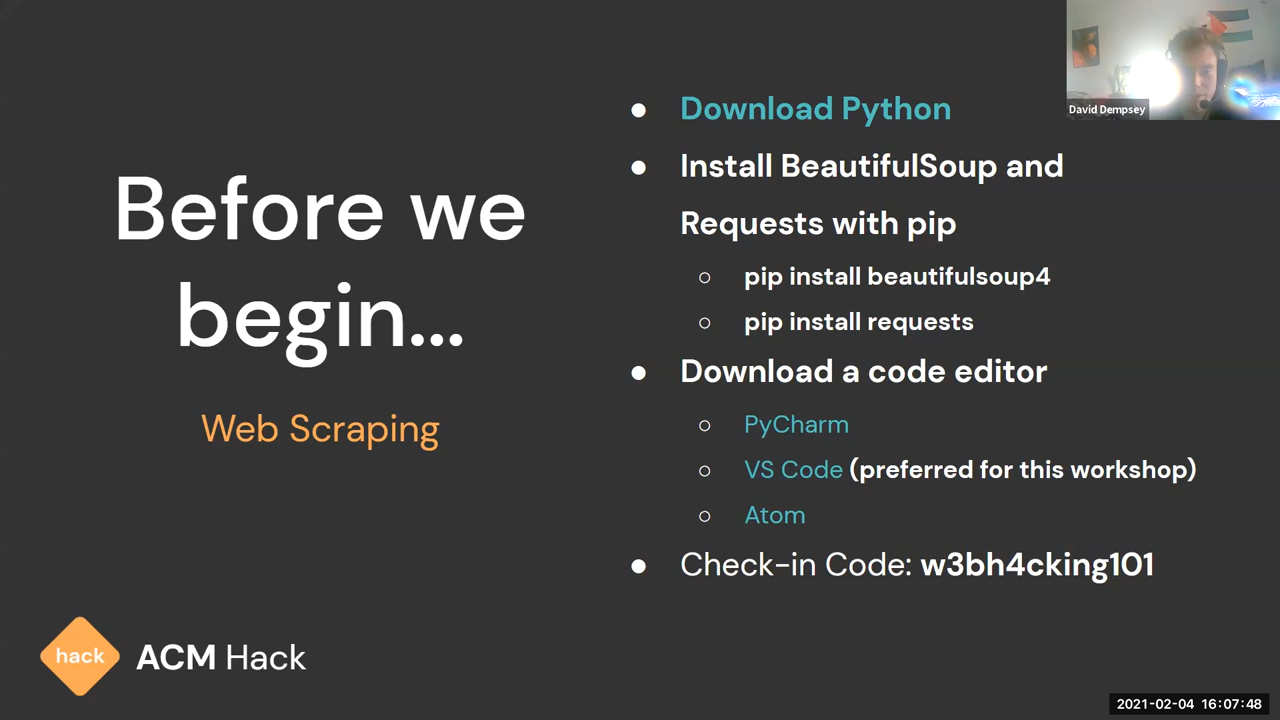 Before we
begin...
Web Scraping
hack
ACM Hack
Download Python
Install BeautifulSoup and
Requests with pip
pip install beautifulsoup4
pip install requests
Download a code editor
PyCharm
VS Code (preferred for this workshop)
Atom
Check-in Code: w3bh4cking101
David Dempsey
2021-02-04 16:07:48